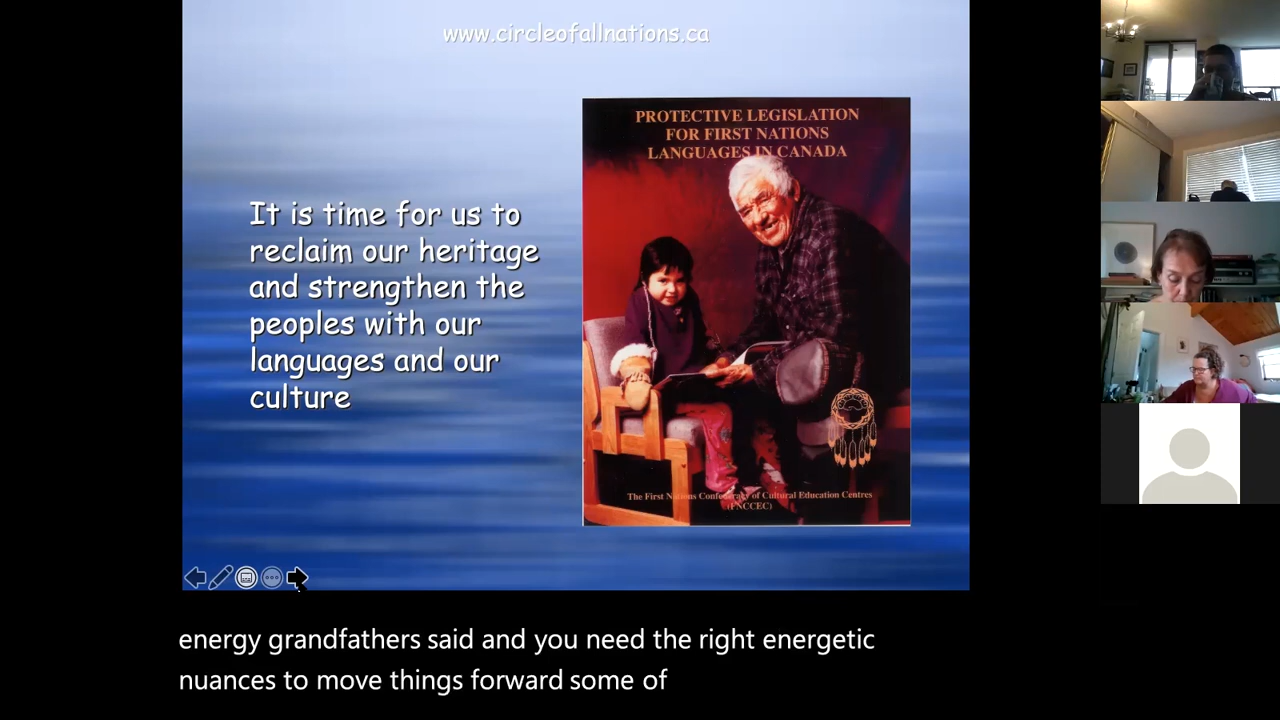 www.circleofallnations.ca
PROTECTIVE LEGISLATION
FOR FIRST NATIONS
LANGUAGES IN CANADA
It is time for us to
reclaim our heritage
and strengthen the
peoples with our
languages and our
culture
The First Nations Confederacy of Cultural Education Centres
(FNCCEC)
energy grandfathers said and you need the right energetic
nuances to move things forward some of